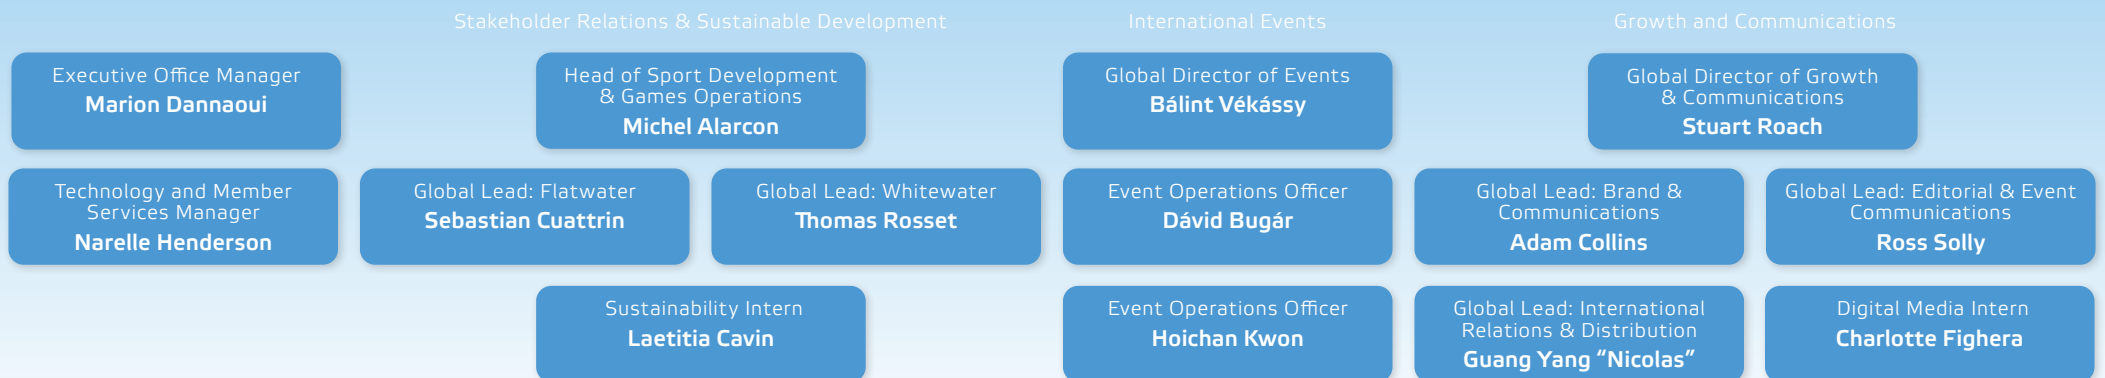 Stakeholder Relations & Sustainable Development
International Events
Growth and Communications
Executive Office Manager
Marion Dannaoui
Head of Sport Development
& Games Operations
Michel Alarcon
Global Director of Events
Bálint Vékássy
Global Director of Growth
& Communications
Stuart Roach
Technology and Member
Services Manager
Narelle Henderson
Global Lead: Flatwater
Sebastian Cuattrin
Global Lead: Whitewater
Thomas Rosset
Event Operations Officer
Dávid Bugár
Global Lead: Brand &
Communications
Adam Collins
Global Lead: Editorial & Event
Communications
Ross Solly
Sustainability Intern
Laetitia Cavin
Event Operations Officer
Hoichan Kwon
Global Lead: International
Relations & Distribution
Guang Yang “Nicolas”
Digital Media Intern
Charlotte Fighera